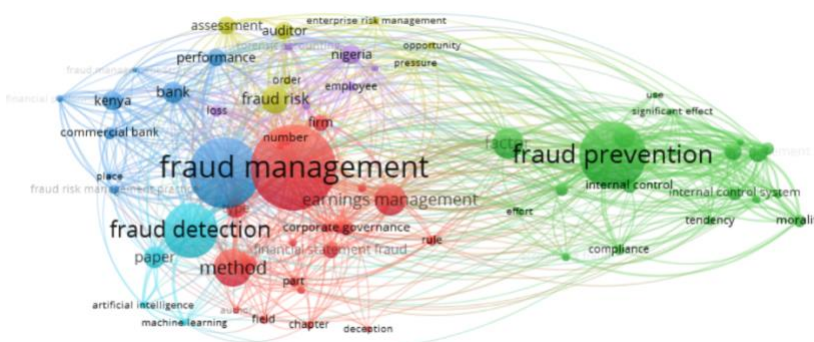 enterprise risk management
assessment
auditor
opportunity
nigeria
performance
pressure
fraud
order
employee
bank
use
fraud risk
kenya
loss
significant effect
firm
commercial bank
number
factor
fraud prevention
fraud management
place
internal control
fraud risk management practice
internal control system
earnings management
effort
tendency
corporate governance
fraud detection
rule
financial statement fraud
compliance
paper
method
part
artificial intelligence
field
machine learning
chapter
deception